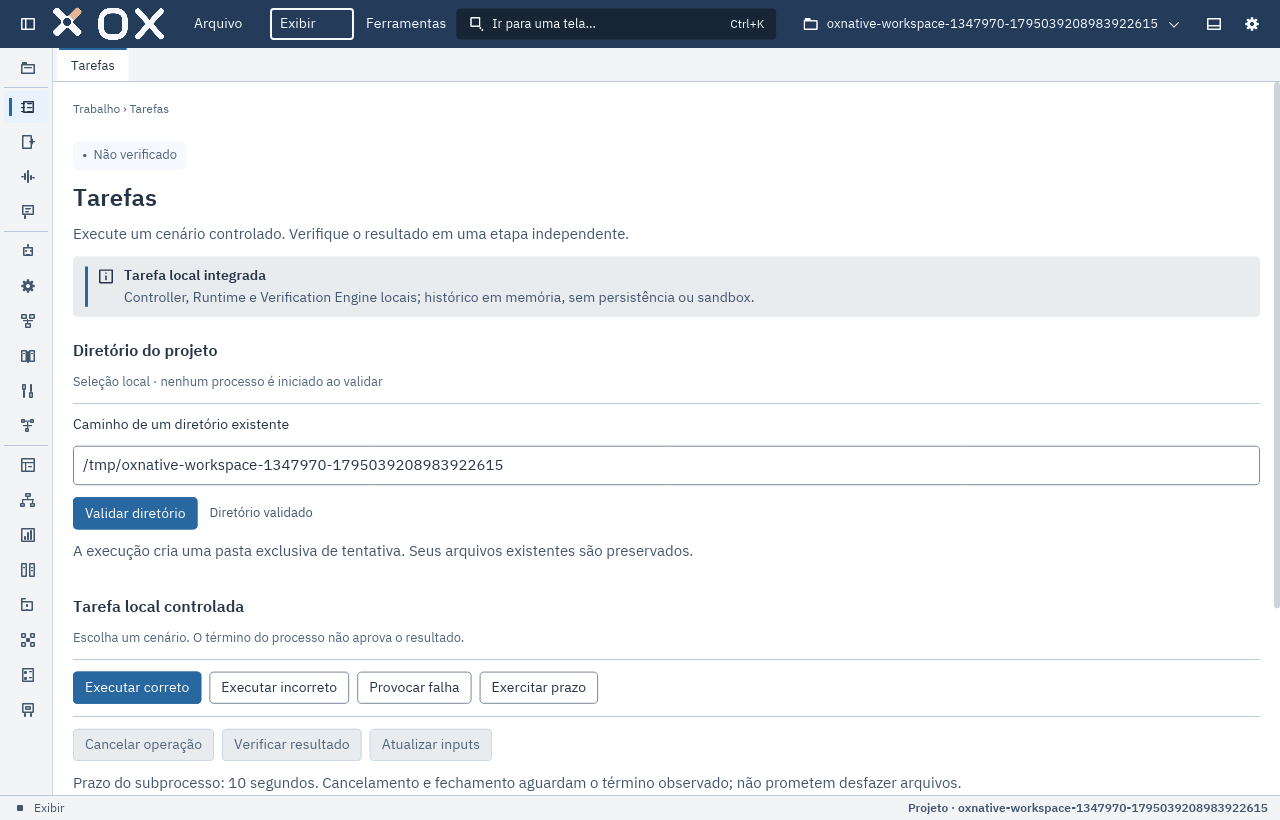 OX
Arquivo
Exibir
Ferramentas
Ir para uma tela...
Ctrl+K
oxnative-workspace-1347970-1795039208983922615
Tarefas
Trabalho › Tarefas
• Não verificado
Tarefas
Execute um cenário controlado. Verifique o resultado em uma etapa independente.
Tarefa local integrada
Controller, Runtime e Verification Engine locais; histórico em memória, sem persistência ou sandbox.
Diretório do projeto
Seleção local · nenhum processo é iniciado ao validar
Caminho de um diretório existente
/tmp/oxnative-workspace-1347970-1795039208983922615
Validar diretório
Diretório validado
A execução cria uma pasta exclusiva de tentativa. Seus arquivos existentes são preservados.
Tarefa local controlada
Escolha um cenário. O término do processo não aprova o resultado.
Executar correto
Executar incorreto
Provocar falha
Exercitar prazo
Cancelar operação
Verificar resultado
Atualizar inputs
Prazo do subprocesso: 10 segundos. Cancelamento e fechamento aguardam o término observado; não prometem desfazer arquivos.
Exibir
Projeto · oxnative-workspace-1347970-1795039208983922615